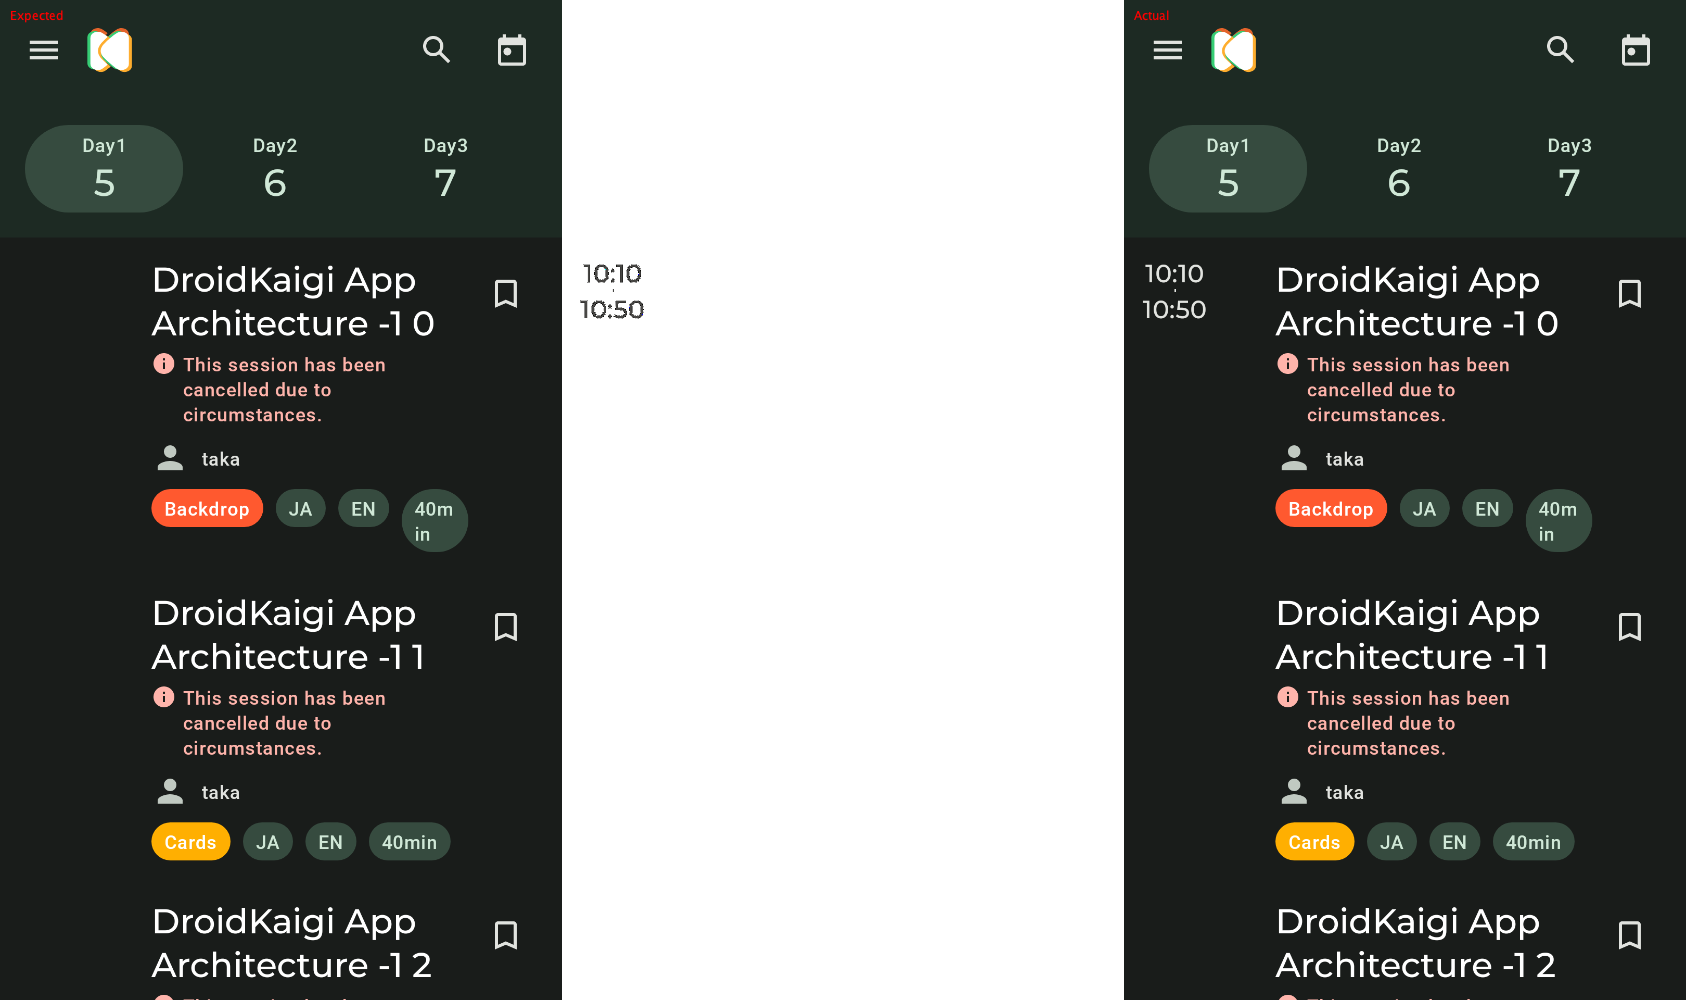 Expected
Day1
Day2
Day3
5
6
7
DroidKaigi App
Architecture -1 0
This session has been
cancelled due to
circumstances.
taka
Backdrop
JA
EN
40m
in
DroidKaigi App
Architecture -1 1
This session has been
cancelled due to
circumstances.
taka
Cards
JA
EN
40min
DroidKaigi App
Architecture -1 2
10:10
10:50
Actual
Day1
Day2
Day3
5
6
7
10:10
10:50
DroidKaigi App
Architecture -1 0
This session has been
cancelled due to
circumstances.
taka
Backdrop
JA
EN
40m
in
DroidKaigi App
Architecture -1 1
This session has been
cancelled due to
circumstances.
taka
Cards
JA
EN
40min
DroidKaigi App
Architecture -1 2